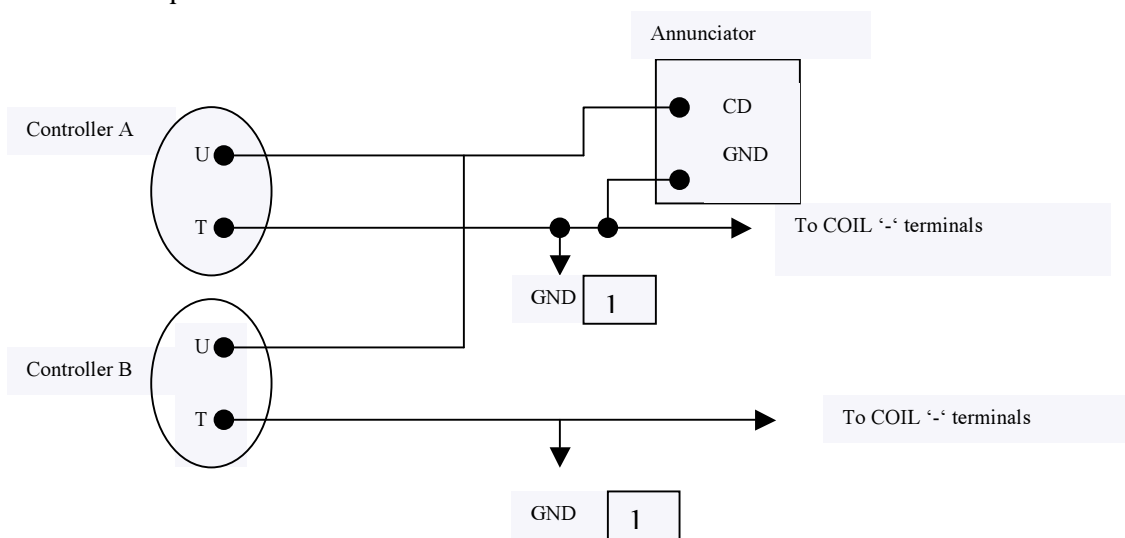 Annunciator
CD
Controller A
U
GND
T
To COIL ‘-‘ terminals
GND 1
U
Controller B
T
To COIL ‘-‘ terminals
GND 1